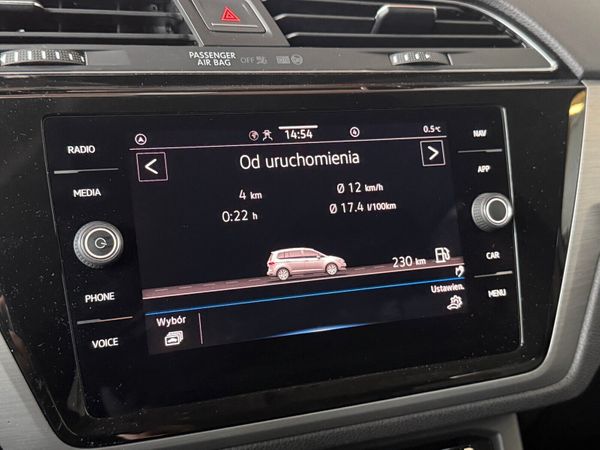 PASSENGER
AIR BAG OFF
RADIO
MEDIA
PHONE
VOICE
14:54
0.5°C
Od uruchomienia
4 km
Ø 12 km/h
0:22 h
Ø 17.4 l/100km
230 km
Wybór
Ustawien.
NAV
APP
CAR
MENU